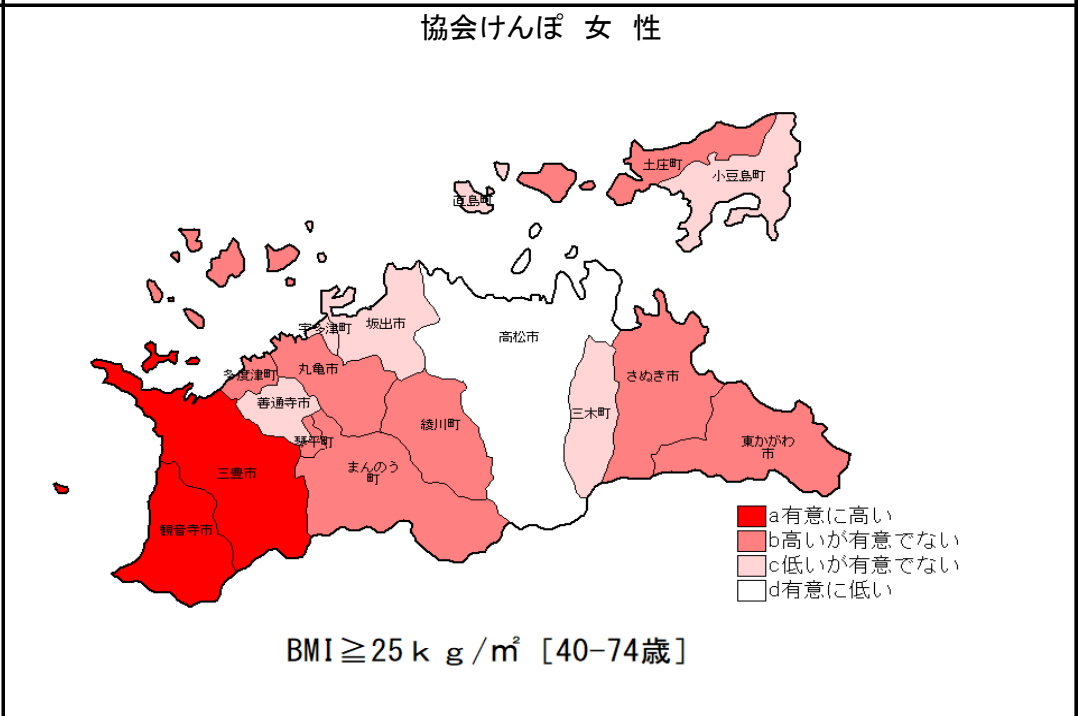 協会けんぽ 女 性
土庄町
小豆島町
直島町
宇多津町
坂出市
高松市
多度津町
丸亀市
さぬき市
善通寺市
三木町
綾川町
琴平町
東かがわ
市
まんのう
町
三豊市
観音寺市
a有意に高い
b高いが有意でない
c低いが有意でない
d有意に低い
BMI≧25kg/㎡ [40-74歳]